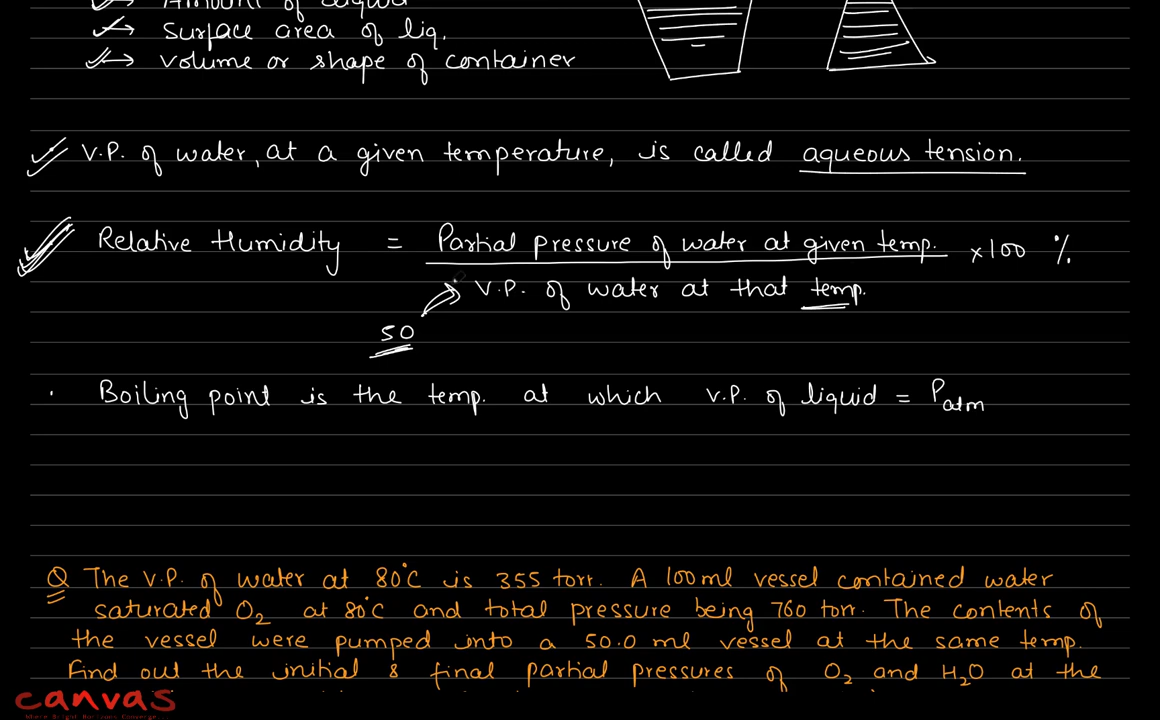 Amount of liquid
Surface area of liq.
volume or shape of container
V.P. of water, at a given temperature, is called aqueous tension.
Relative Humidity = Partial pressure of water at given temp. ×100 %
V.P. of water at that temp.
50
Boiling point is the temp. at which V.P. of liquid = Patm
Q The V.P. of water at 80°C is 355 torr. A 100 ml vessel contained water
saturated O2 at 80°C and total pressure being 760 torr. The contents of
the vessel were pumped into a 50.0 ml vessel at the same temp.
Find out the initial & final partial pressures of O2 and H2O at the
canvas